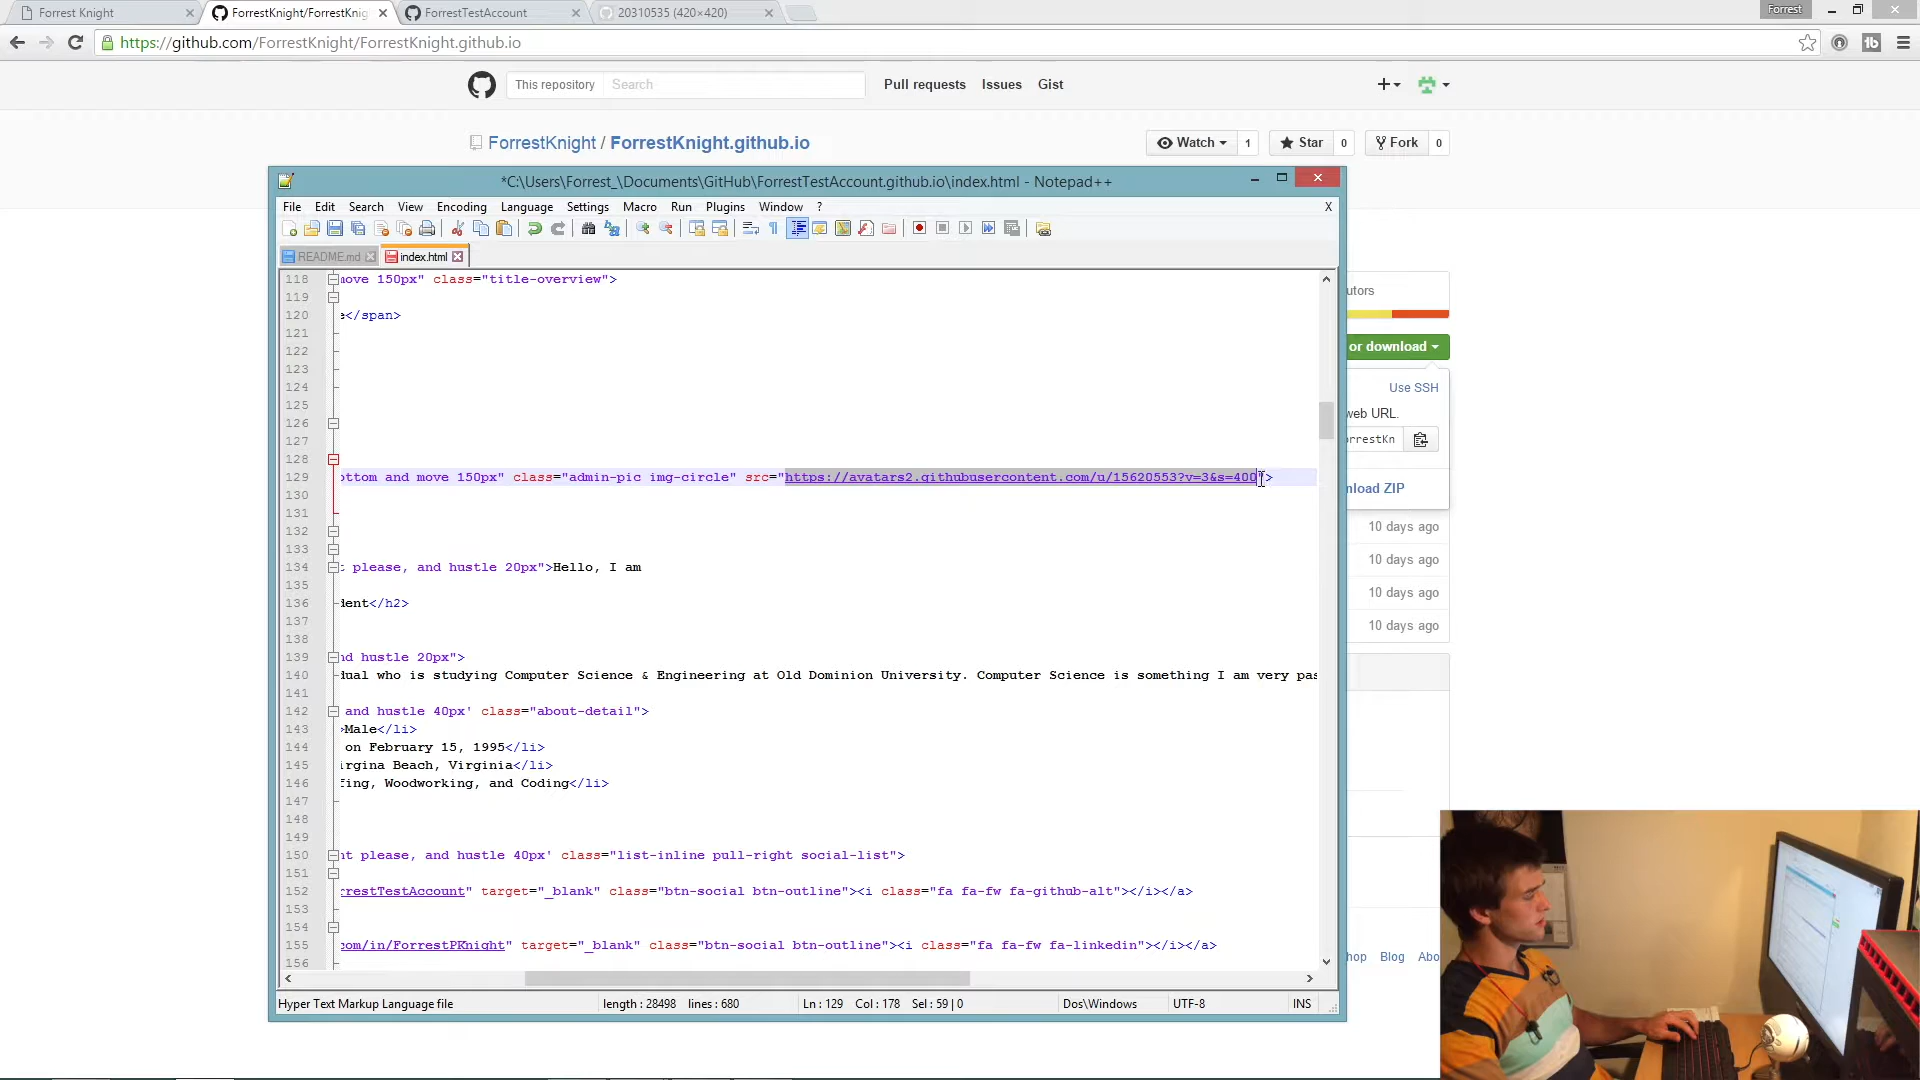 Forrest Knight
ForrestKnight/ForrestKnig
ForrestTestAccount
20310535 (420×420)
Forrest
https://github.com/ForrestKnight/ForrestKnight.github.io
This repository
Search
Pull requests
Issues
Gist
ForrestKnight / ForrestKnight.github.io
Watch
1
Star
0
Fork
0
*C:\Users\Forrest_\Documents\GitHub\ForrestTestAccount.github.io\index.html - Notepad++
File Edit Search View Encoding Language Settings Macro Run Plugins Window ?
X
README.md
index.html
118 move 150px" class="title-overview">
119
120 e</span>
121
122
123
124
125
126
127
128
129 ottom and move 150px" class="admin-pic img-circle" src="https://avatars2.githubusercontent.com/u/15620553?v=3&s=400">
130
131
132
133
134 t please, and hustle 20px">Hello, I am
135
136 dent</h2>
137
138
139 nd hustle 20px">
140 dual who is studying Computer Science & Engineering at Old Dominion University. Computer Science is something I am very pas
141
142 and hustle 40px' class="about-detail">
143 >Male</li>
144 on February 15, 1995</li>
145 irgina Beach, Virginia</li>
146 fing, Woodworking, and Coding</li>
147
148
149
150 nt please, and hustle 40px' class="list-inline pull-right social-list">
151
152 rrestTestAccount" target="_blank" class="btn-social btn-outline"><i class="fa fa-fw fa-github-alt"></i></a>
153
154
155 com/in/ForrestPKnight" target="_blank" class="btn-social btn-outline"><i class="fa fa-fw fa-linkedin"></i></a>
156
Hyper Text Markup Language file
length : 28498 lines : 680
Ln : 129 Col : 178 Sel : 59 | 0
Dos\Windows
UTF-8
INS
utors
or download
Use SSH
web URL.
orrestKn
nload ZIP
10 days ago
10 days ago
10 days ago
10 days ago
hop
Blog
Abo